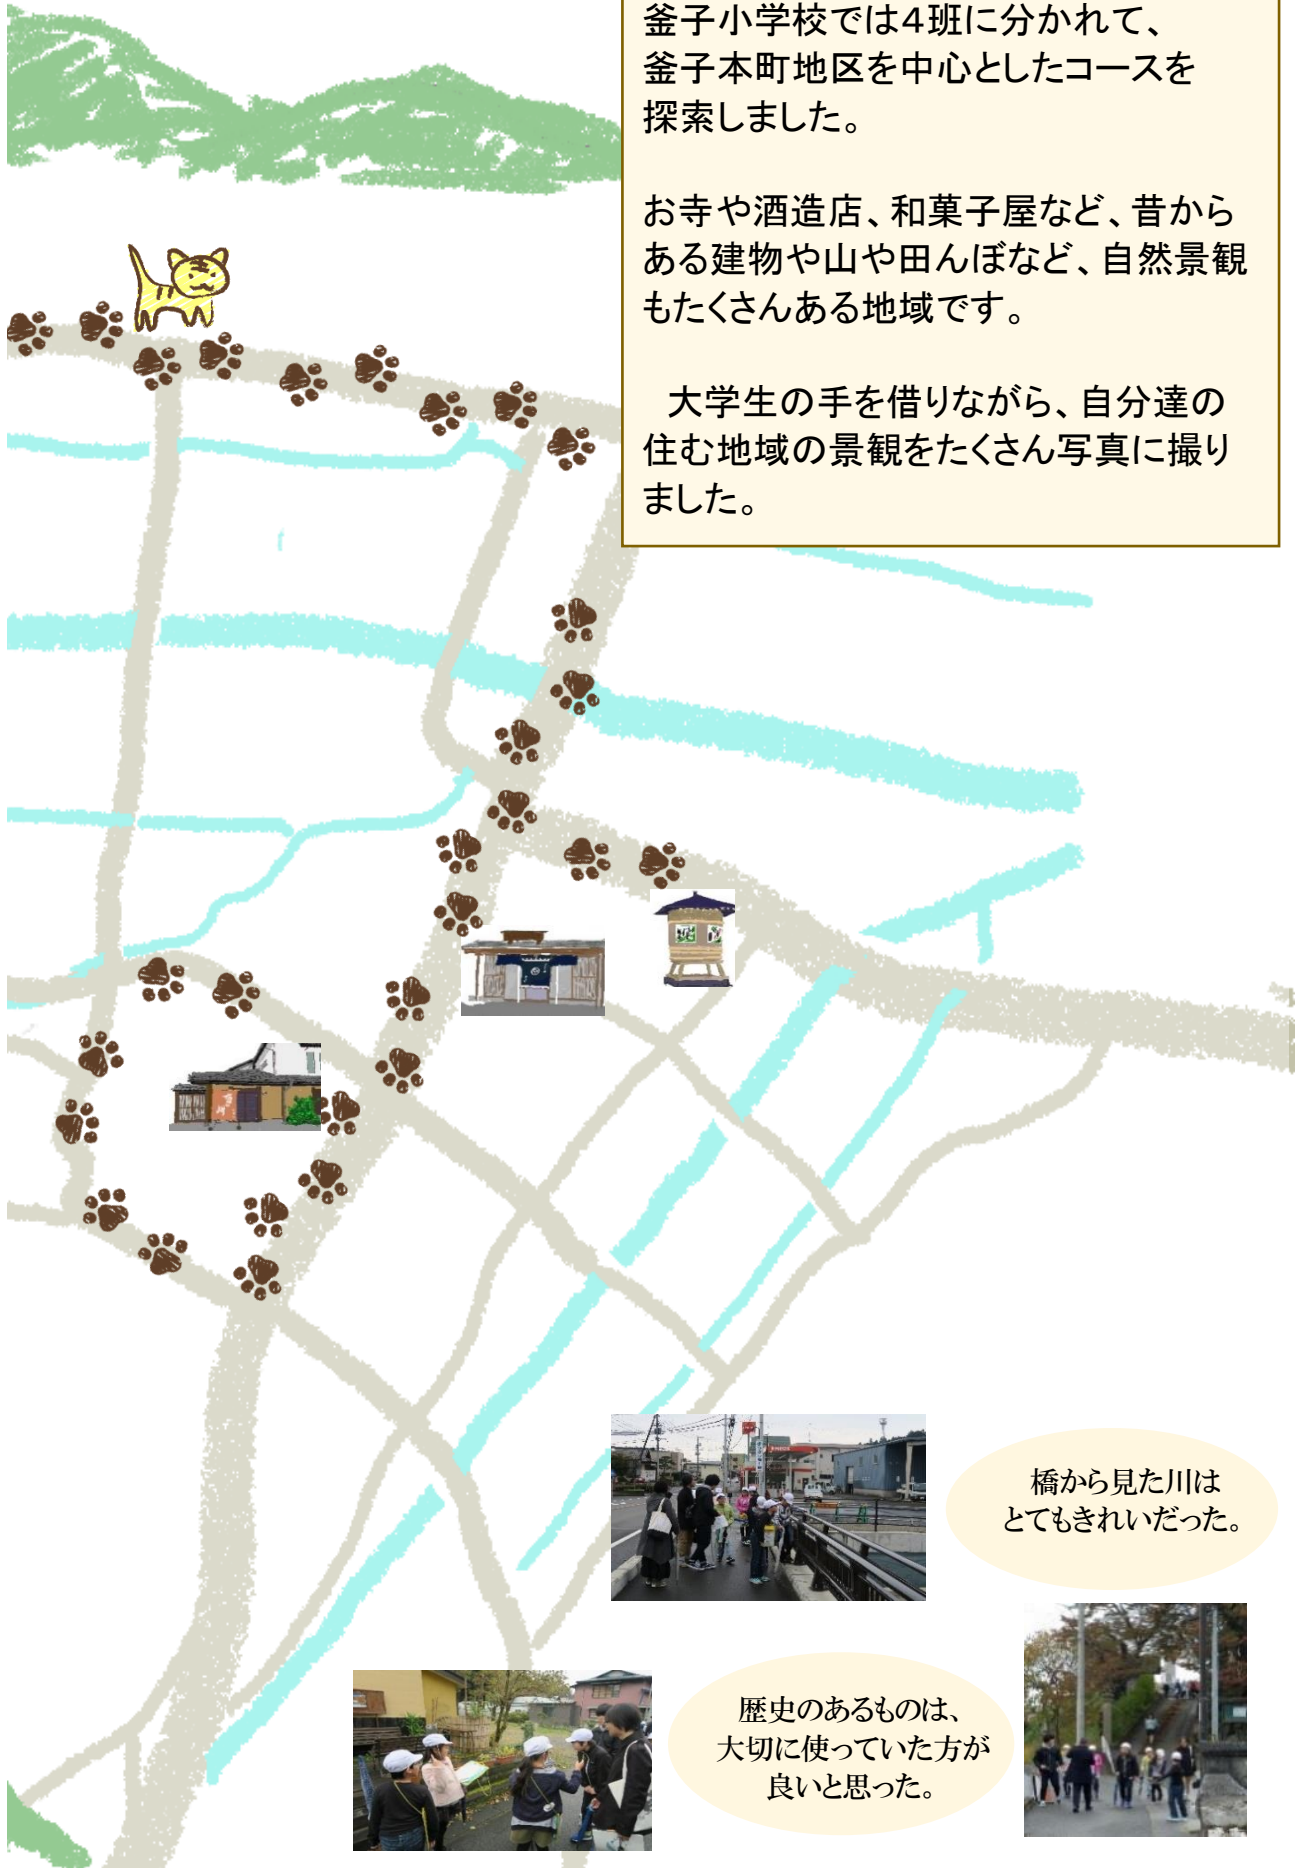 釜子小学校では4班に分かれて、
釜子本町地区を中心としたコースを
探索しました。
お寺や酒造店、和菓子屋など、昔から
ある建物や山や田んぼなど、自然景観
もたくさんある地域です。
大学生の手を借りながら、自分達の
住む地域の景観をたくさん写真に撮り
ました。
橋から見た川は
とてもきれいだった。
歴史のあるものは、
大切に使っていた方が
良いと思った。